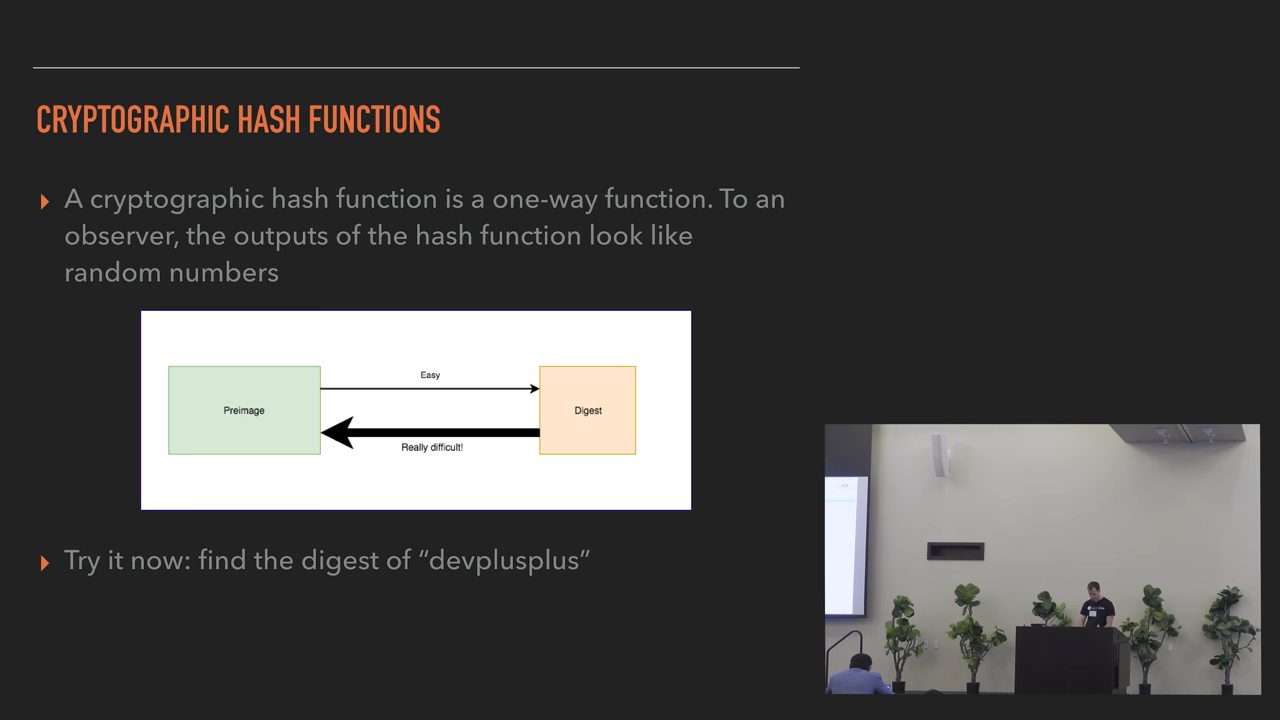 CRYPTOGRAPHIC HASH FUNCTIONS
A cryptographic hash function is a one-way function. To an
observer, the outputs of the hash function look like
random numbers
Easy
Preimage
Digest
Really difficult!
Try it now: find the digest of “devplusplus”